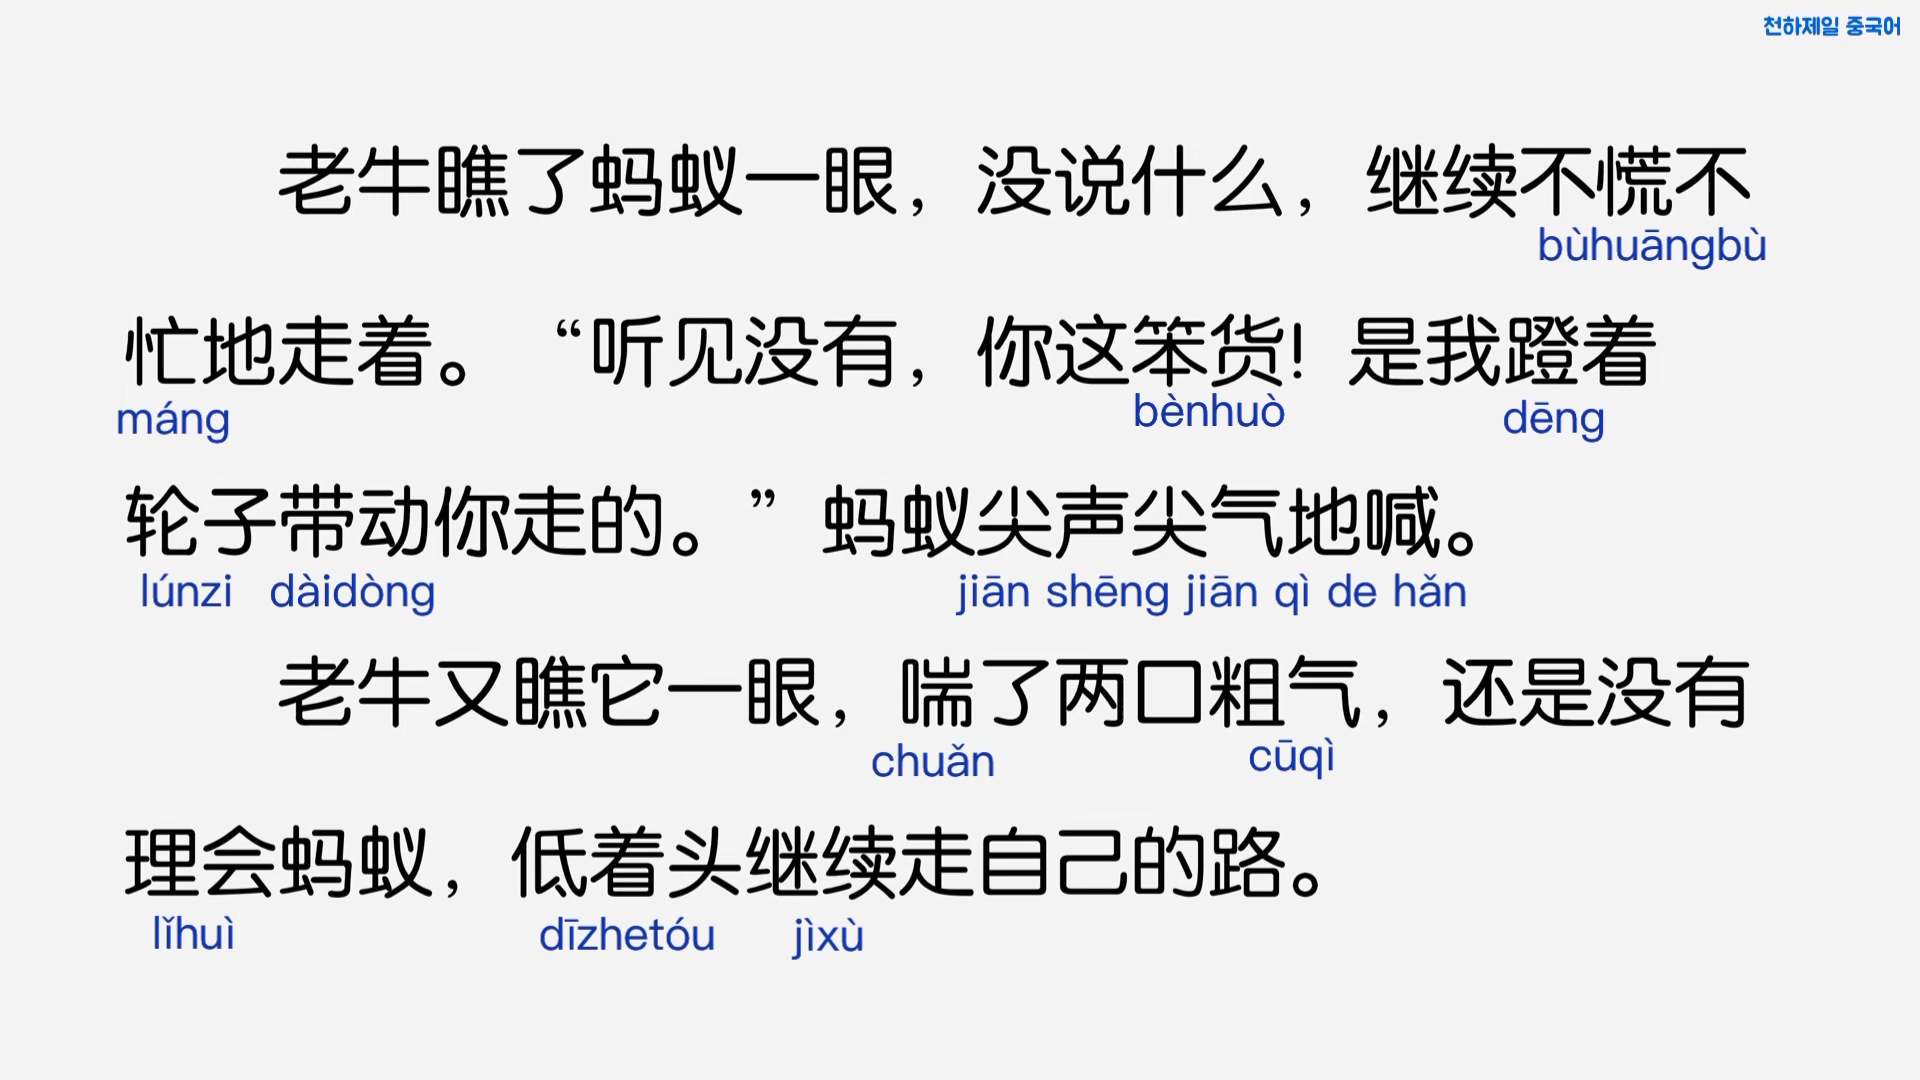 천하제일 중국어
老牛瞧了蚂蚁一眼，没说什么，继续不慌不
bùhuāngbù
忙地走着。“听见没有，你这笨货！是我蹬着
máng bènhuò dēng
轮子带动你走的。”蚂蚁尖声尖气地喊。
lúnzi dàidòng jiān shēng jiān qì de hǎn
老牛又瞧它一眼，喘了两口粗气，还是没有
chuǎn cūqì
理会蚂蚁，低着头继续走自己的路。
lǐhuì dīzhetóu jìxù